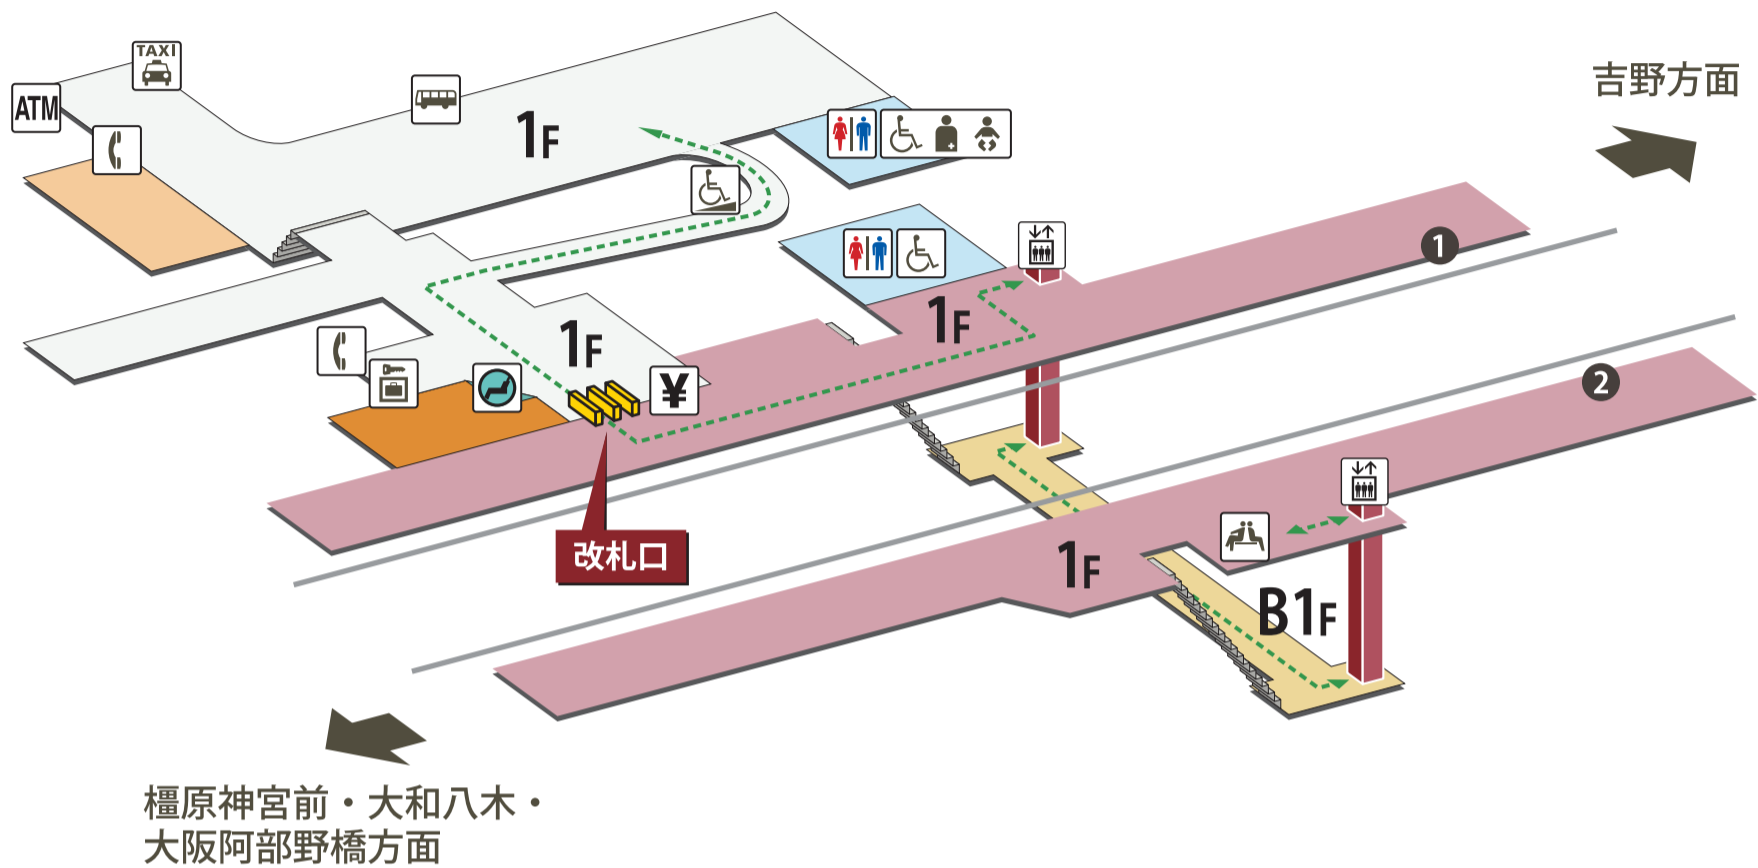 TAXI
ATM
1F
吉野方面
1
1F
1F
¥
2
改札口
1F
B1F
橿原神宮前・大和八木・
大阪阿部野橋方面